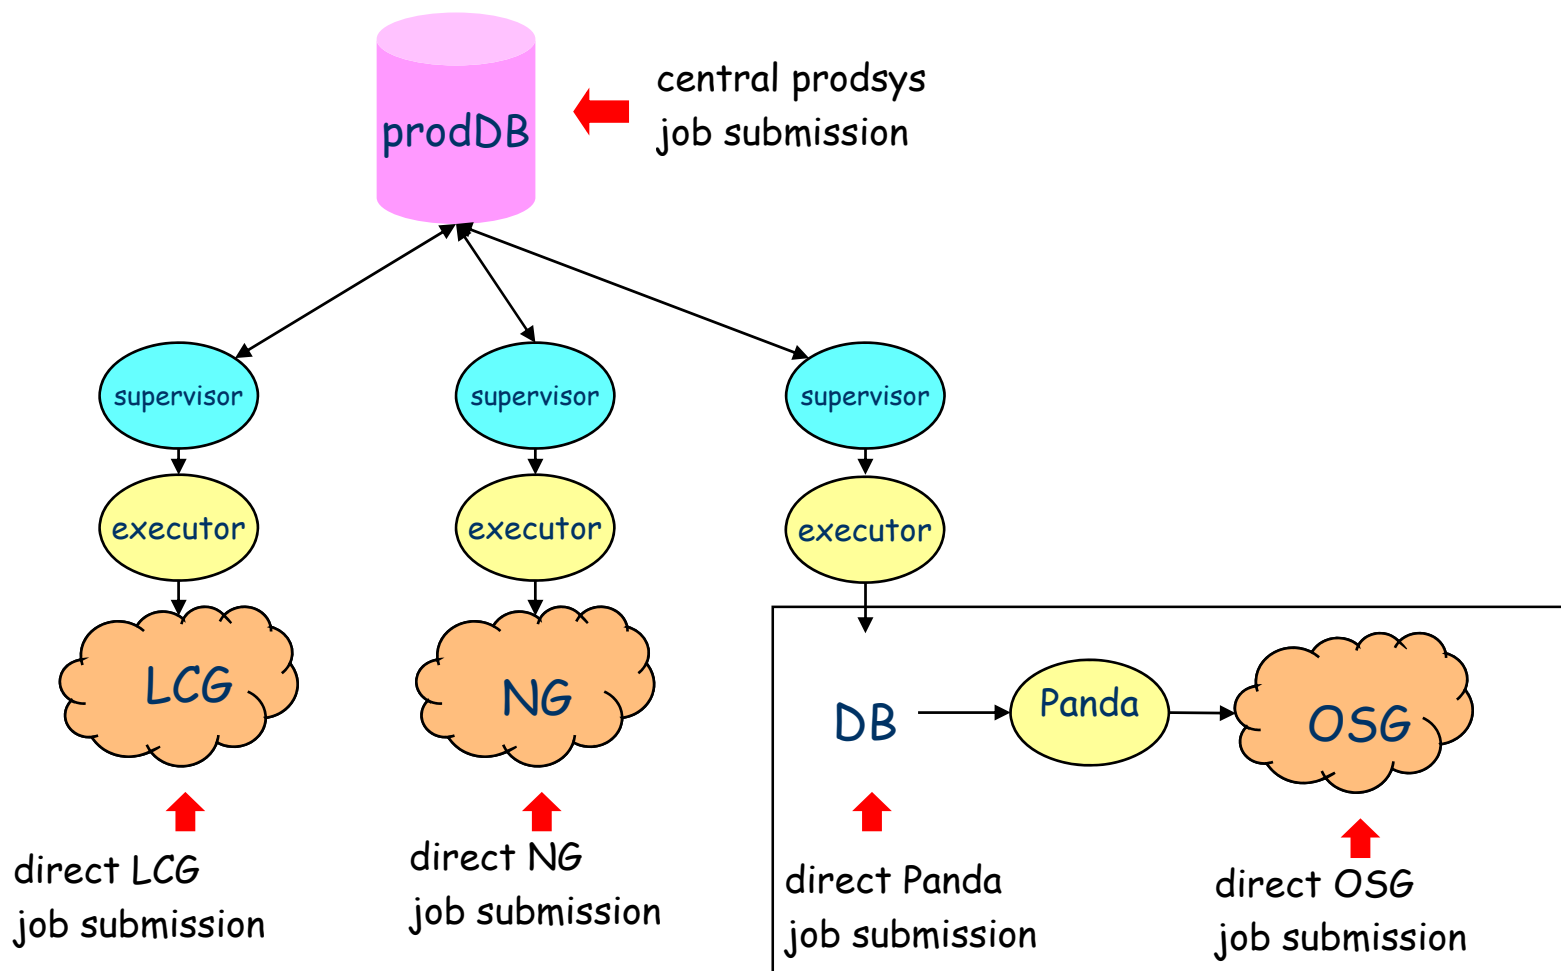 central prodsys
job submission
prodDB
supervisor
supervisor
supervisor
executor
executor
executor
LCG
NG
DB
Panda
OSG
direct LCG
job submission
direct NG
job submission
direct Panda
job submission
direct OSG
job submission